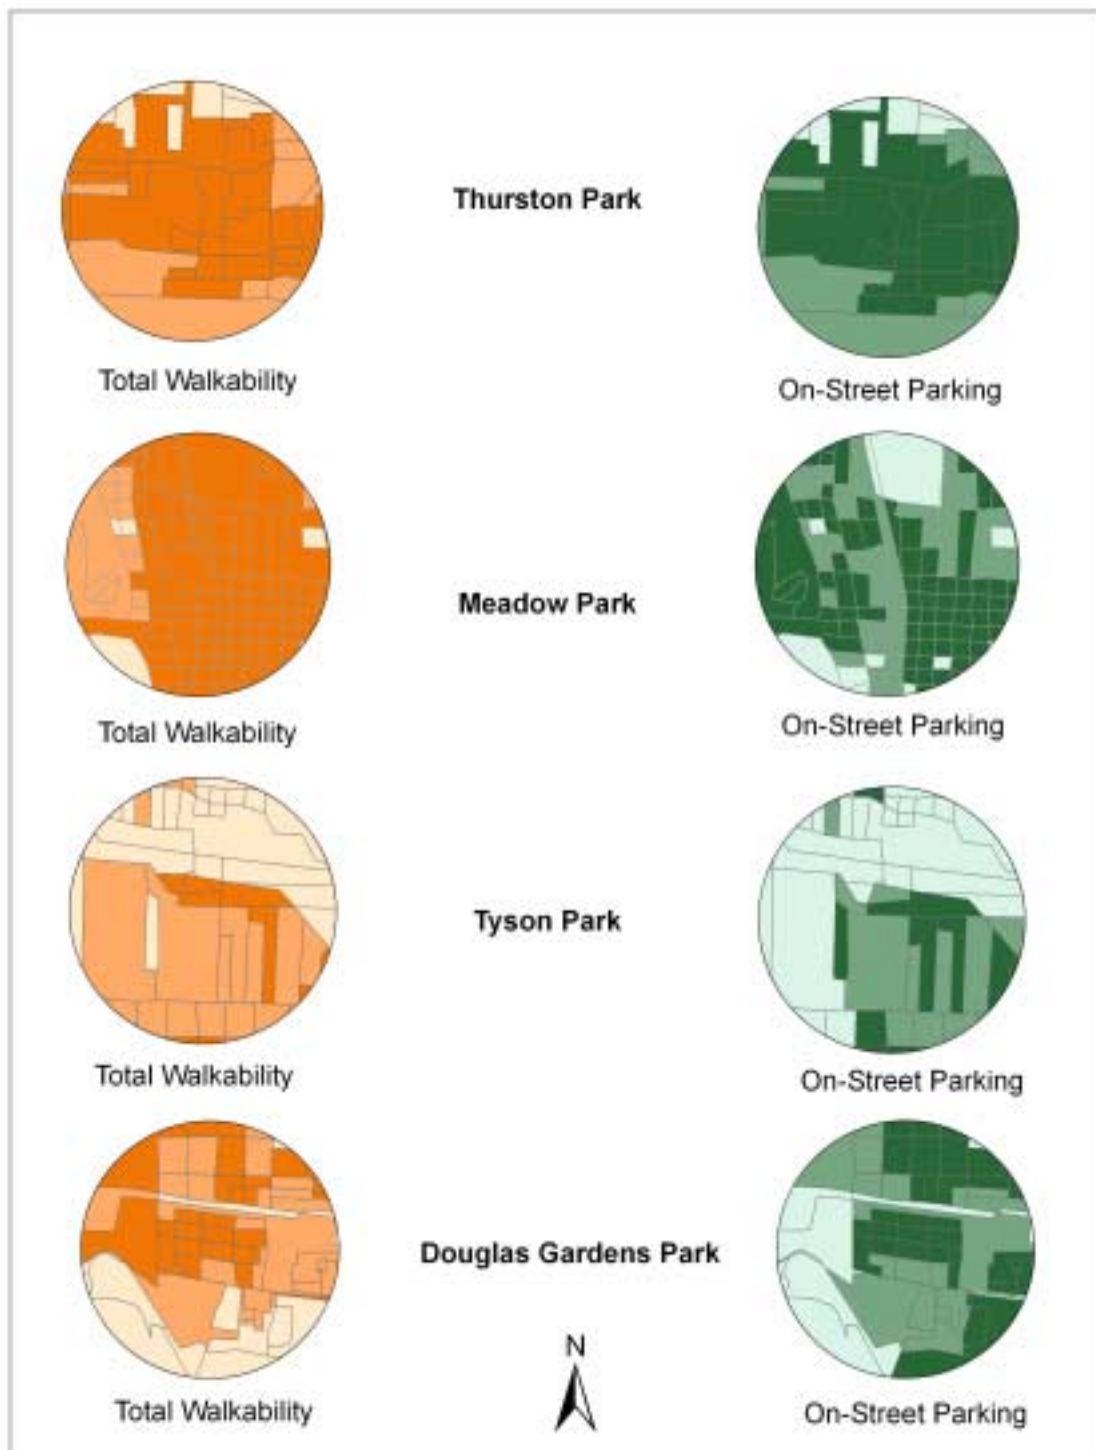 Thurston Park
Total Walkability
On-Street Parking
Meadow Park
Total Walkability
On-Street Parking
Tyson Park
Total Walkability
On-Street Parking
Douglas Gardens Park
N
Total Walkability
On-Street Parking